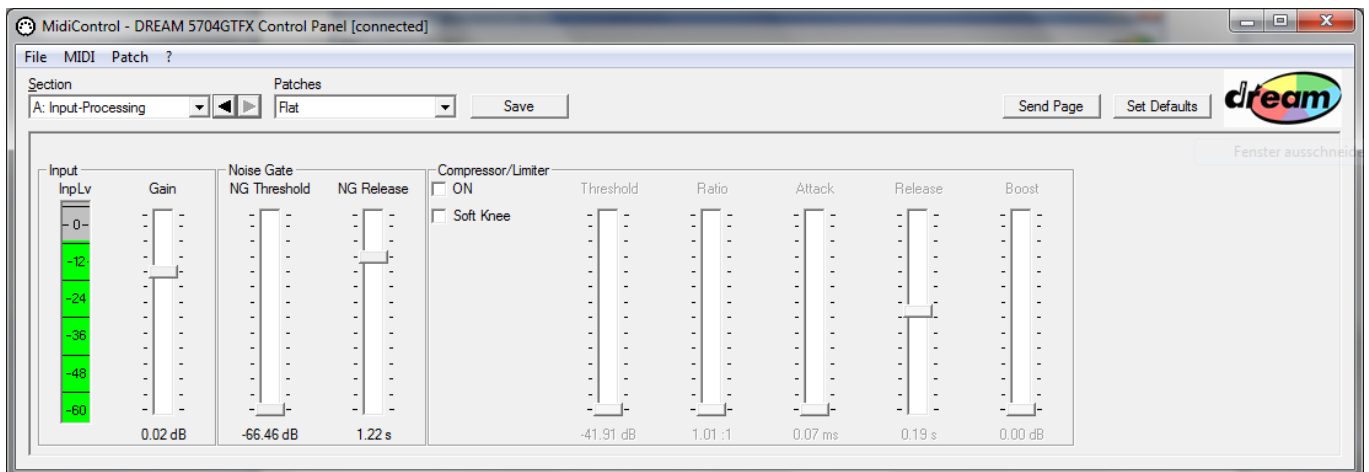 MidiControl - DREAM 5704GTFX Control Panel [connected]
File MIDI Patch ?
Section
Patches
A: Input-Processing
Flat
Save
Send Page
Set Defaults
dream
Fenster ausschneide
Input
Noise Gate
Compressor/Limiter
InpLv
Gain
NG Threshold
NG Release
ON
Threshold
Ratio
Attack
Release
Boost
Soft Knee
- 0-
-12
-24
-36
-48
-60
0.02 dB
-66.46 dB
1.22 s
-41.91 dB
1.01 :1
0.07 ms
0.19 s
0.00 dB